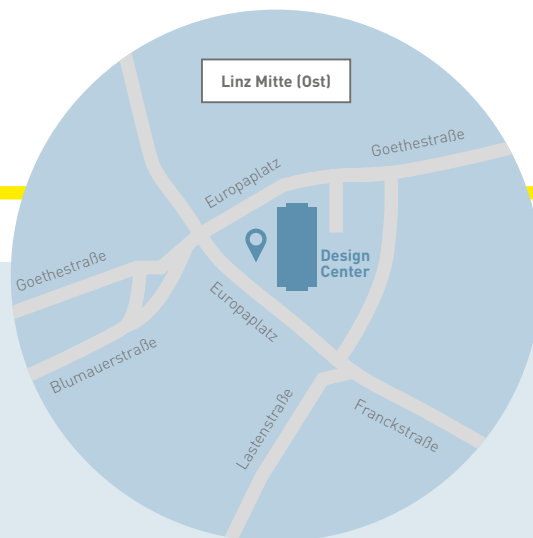 Linz Mitte (Ost)
Goethestraße
Europaplatz
Design
Center
Goethestraße
Europaplatz
Blumauerstraße
Lastenstraße
Franckstraße